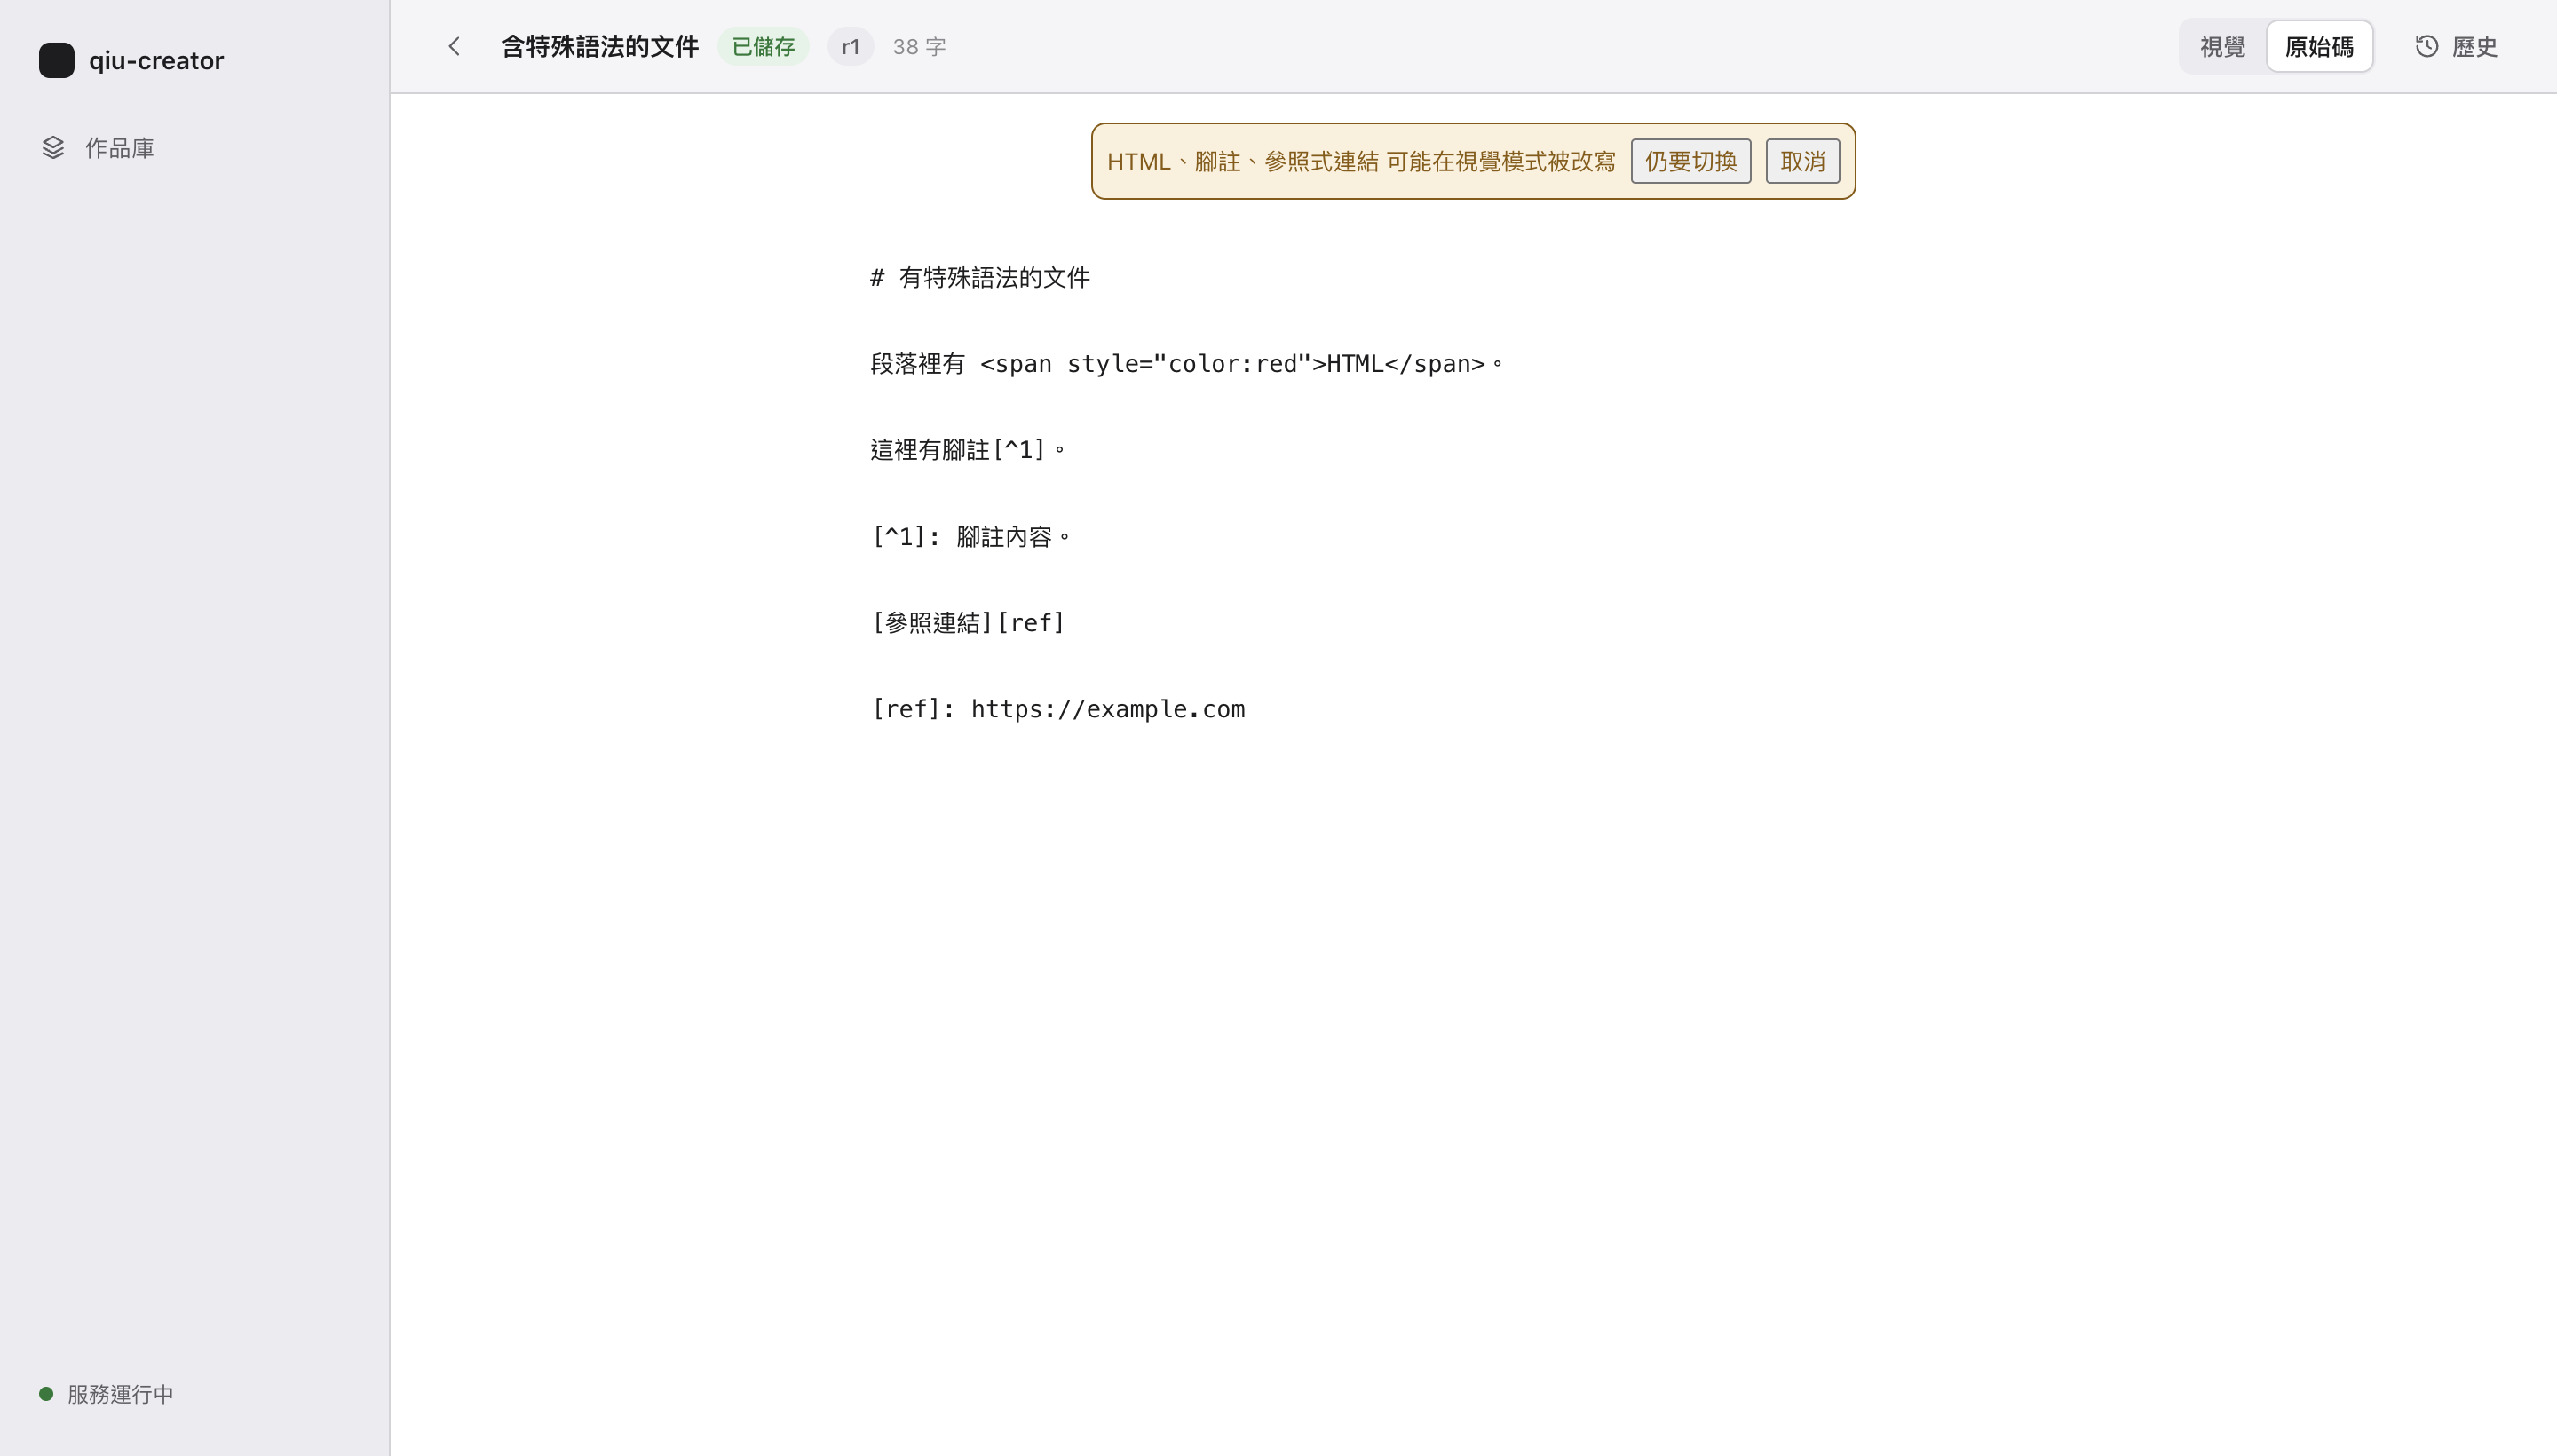 qiu-creator
作品庫
服務運行中
含特殊語法的文件 已儲存 r1 38 字
視覺 原始碼 歷史
HTML、腳註、參照式連結 可能在視覺模式被改寫 仍要切換 取消
# 有特殊語法的文件
段落裡有 <span style="color:red">HTML</span>。
這裡有腳註[^1]。
[^1]: 腳註內容。
[參照連結][ref]
[ref]: https://example.com